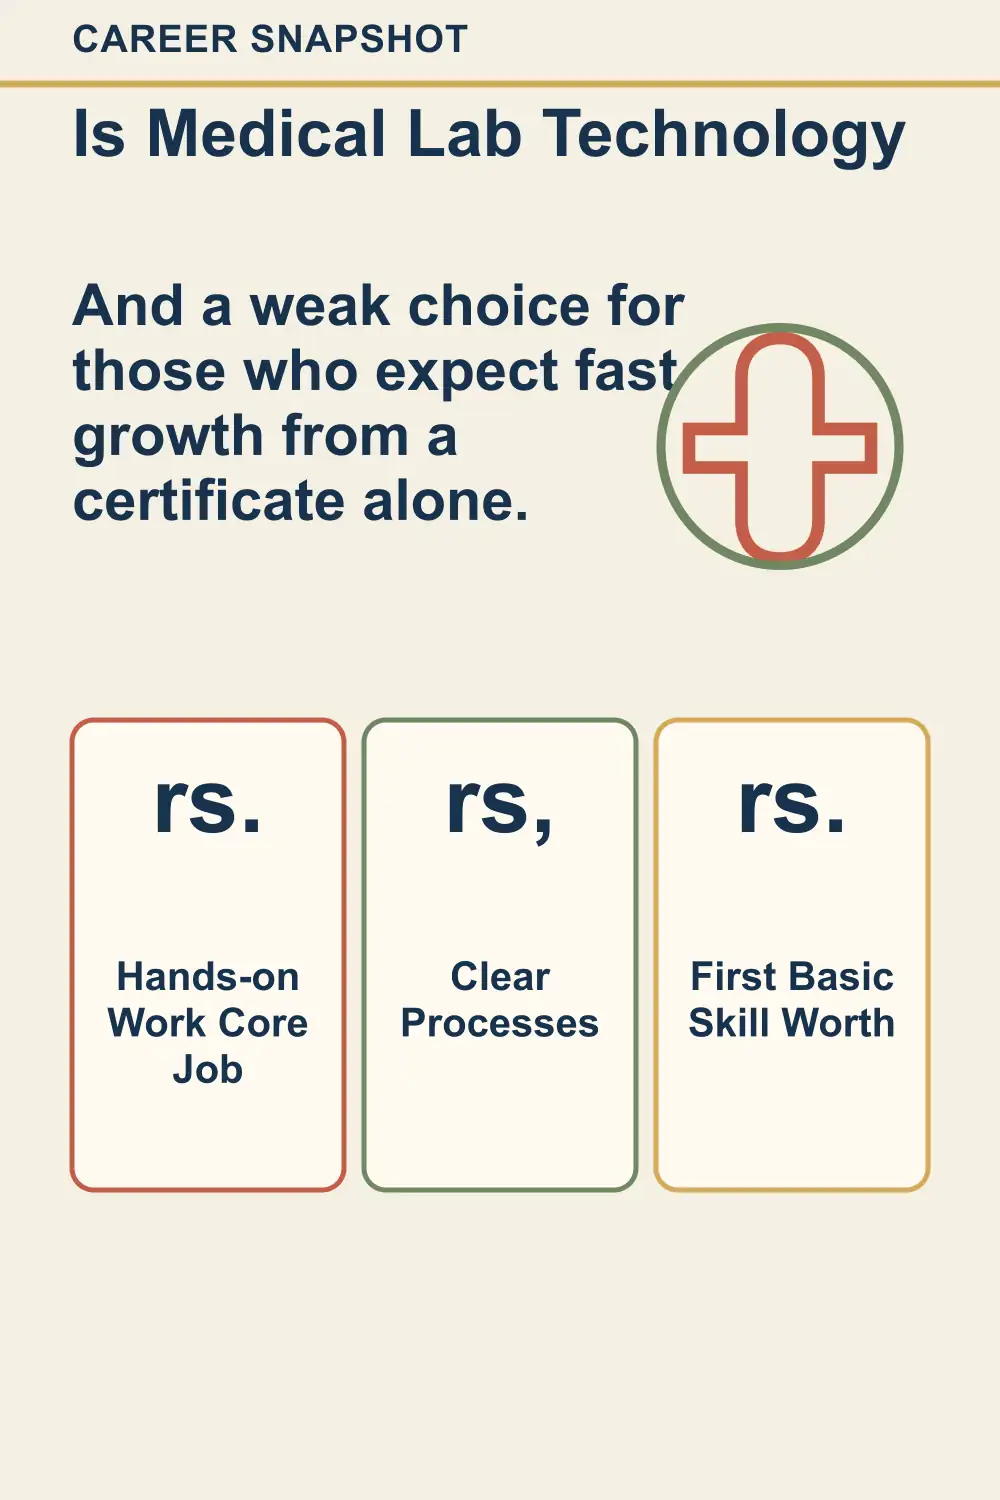 CAREER SNAPSHOT
Is Medical Lab Technology
And a weak choice for
those who expect fast
growth from a
certificate alone.
rs.
Hands-on
Work Core
Job
rs,
Clear
Processes
rs.
First Basic
Skill Worth